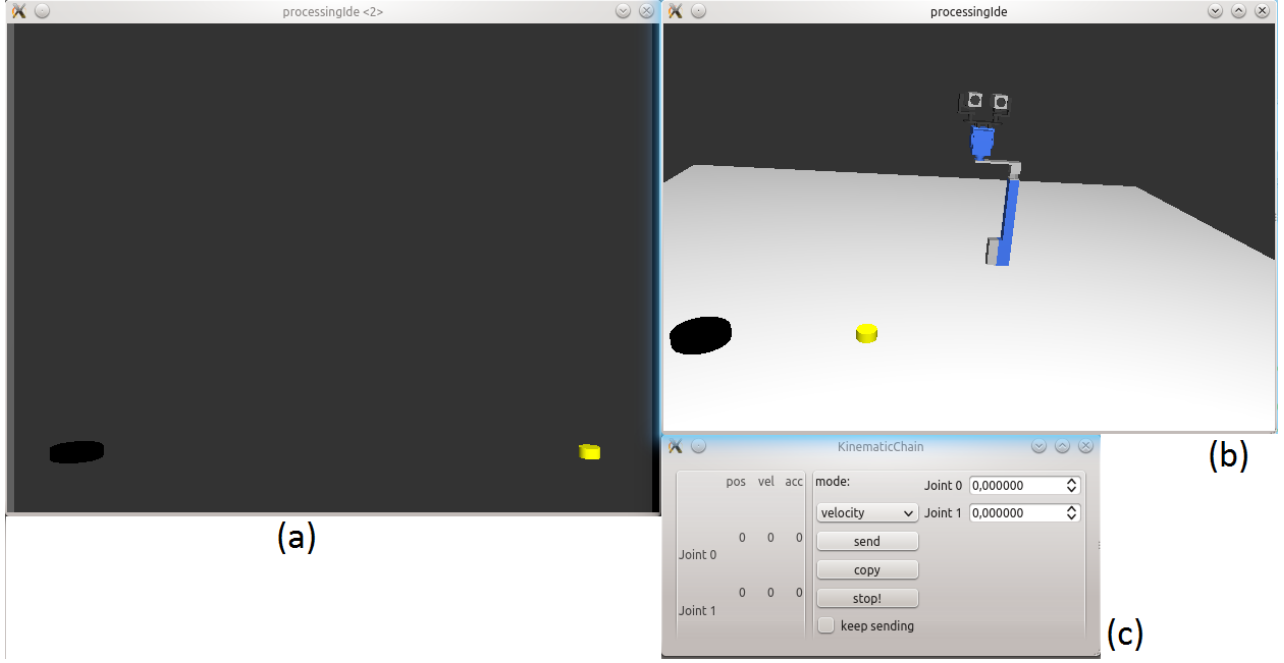 processingIde <2>
(a)
processingIde
(b)
KinematicChain
pos vel acc
Joint 0
0 0 0
Joint 1
0 0 0
mode:
velocity
send
copy
stop!
keep sending
Joint 0 0,000000
Joint 1 0,000000
(c)